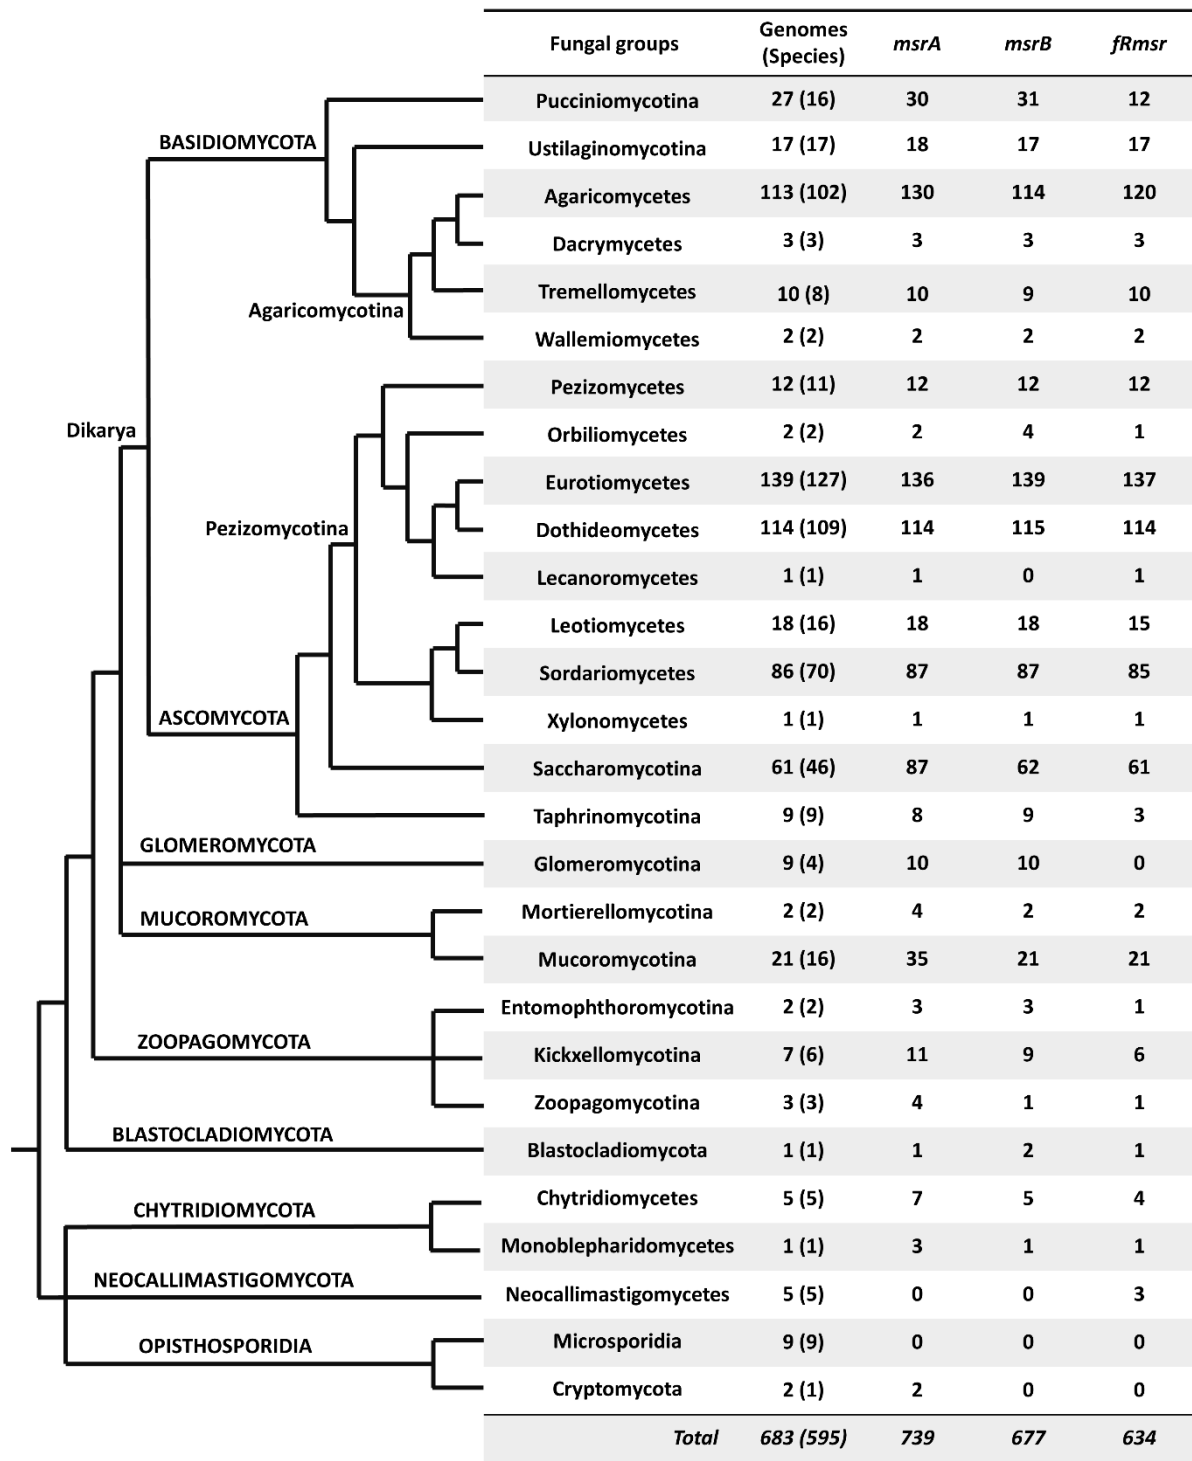 Fungal groups Genomes (Species) msrA msrB fRmsr
Pucciniomycotina 27 (16) 30 31 12
BASIDIOMYCOTA
Ustilaginomycotina 17 (17) 18 17 17
Agaricomycetes 113 (102) 130 114 120
Dacrymycetes 3 (3) 3 3 3
Tremellomycetes 10 (8) 10 9 10
Agaricomycotina
Wallemiomycetes 2 (2) 2 2 2
Pezizomycetes 12 (11) 12 12 12
Dikarya
Orbiliomycetes 2 (2) 2 4 1
Eurotiomycetes 139 (127) 136 139 137
Pezizomycotina
Dothideomycetes 114 (109) 114 115 114
Lecanoromycetes 1 (1) 1 0 1
Leotiomycetes 18 (16) 18 18 15
Sordariomycetes 86 (70) 87 87 85
ASCOMYCOTA
Xylonomycetes 1 (1) 1 1 1
Saccharomycotina 61 (46) 87 62 61
Taphrinomycotina 9 (9) 8 9 3
GLOMEROMYCOTA
Glomeromycotina 9 (4) 10 10 0
MUCOROMYCOTA
Mortierellomycotina 2 (2) 4 2 2
Mucoromycotina 21 (16) 35 21 21
Entomophthoromycotina 2 (2) 3 3 1
ZOOPAGOMYCOTA
Kickxellomycotina 7 (6) 11 9 6
Zoopagomycotina 3 (3) 4 1 1
BLASTOCLADIOMYCOTA
Blastocladiomycota 1 (1) 1 2 1
Chytridiomycetes 5 (5) 7 5 4
CHYTRIDIOMYCOTA
Monoblepharidomycetes 1 (1) 3 1 1
NEOCALLIMASTIGOMYCOTA
Neocallimastigomycetes 5 (5) 0 0 3
OPISTHOSPORIDIA
Microsporidia 9 (9) 0 0 0
Cryptomycota 2 (1) 2 0 0
Total 683 (595) 739 677 634